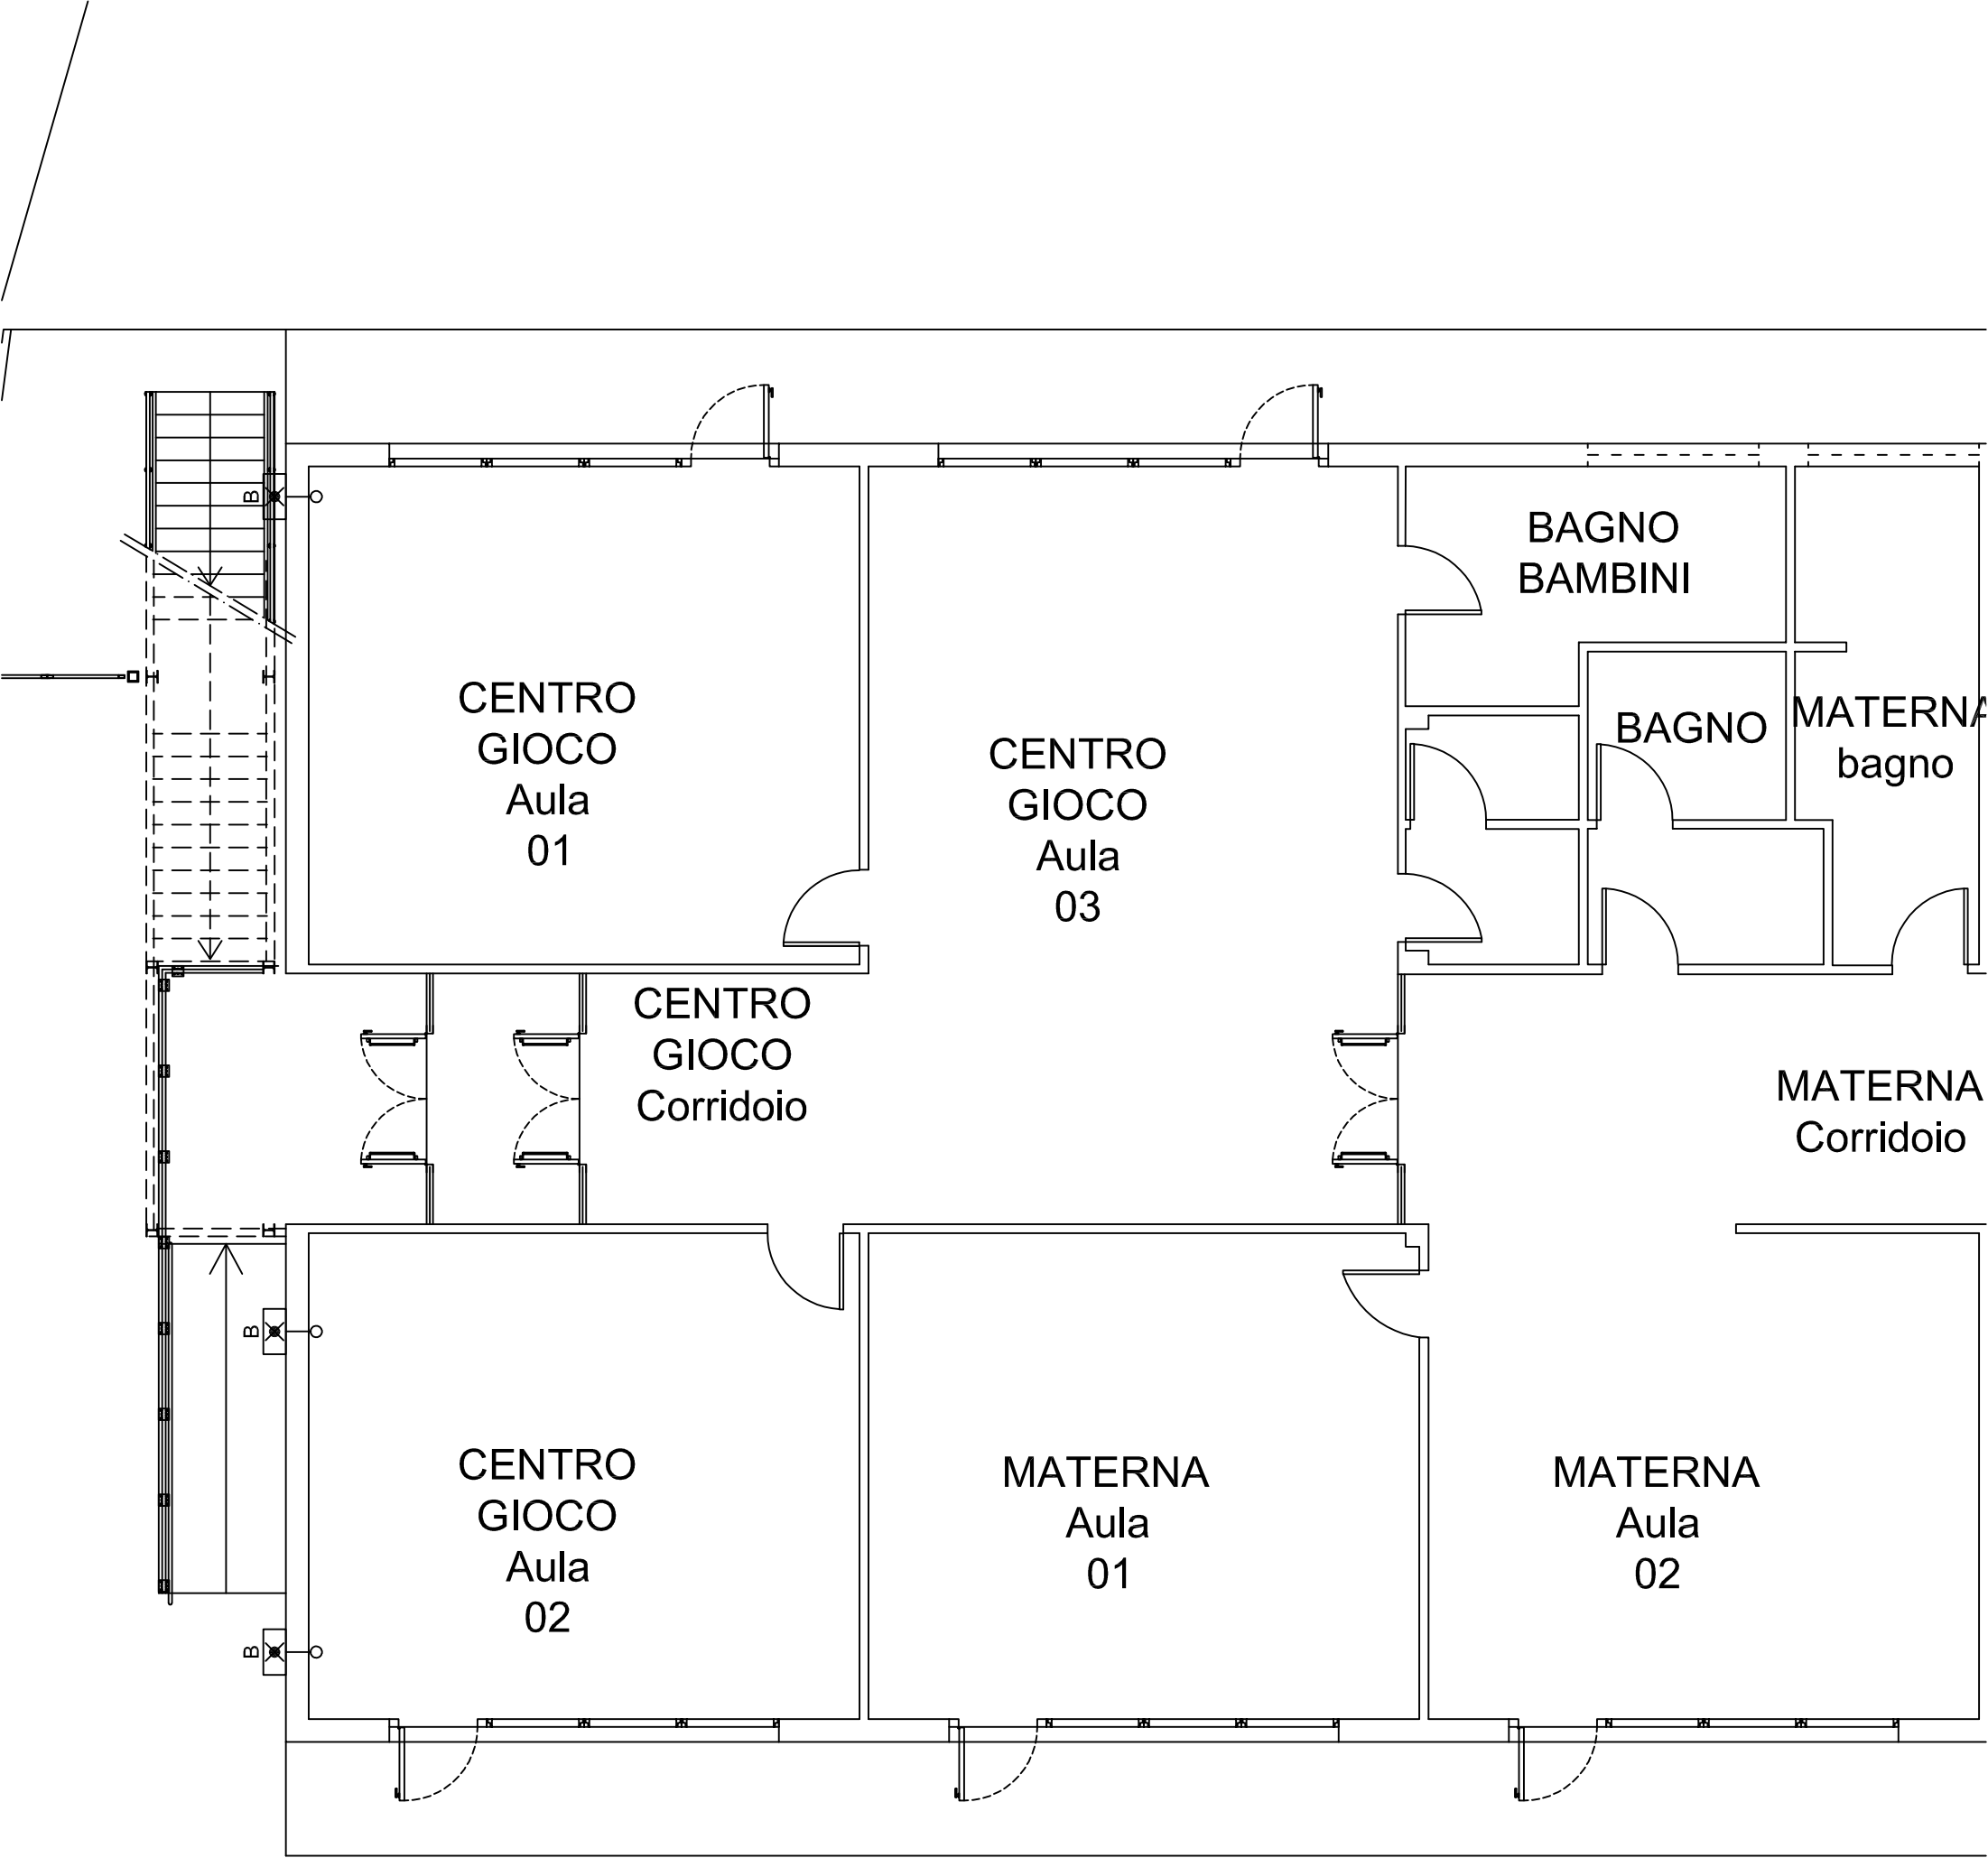 B
BAGNO
BAMBINI
CENTRO
GIOCO
Aula
01
CENTRO
GIOCO
Aula
03
BAGNO
MATERNA
bagno
CENTRO
GIOCO
Corridoio
MATERNA
Corridoio
B
CENTRO
GIOCO
Aula
02
MATERNA
Aula
01
MATERNA
Aula
02
B